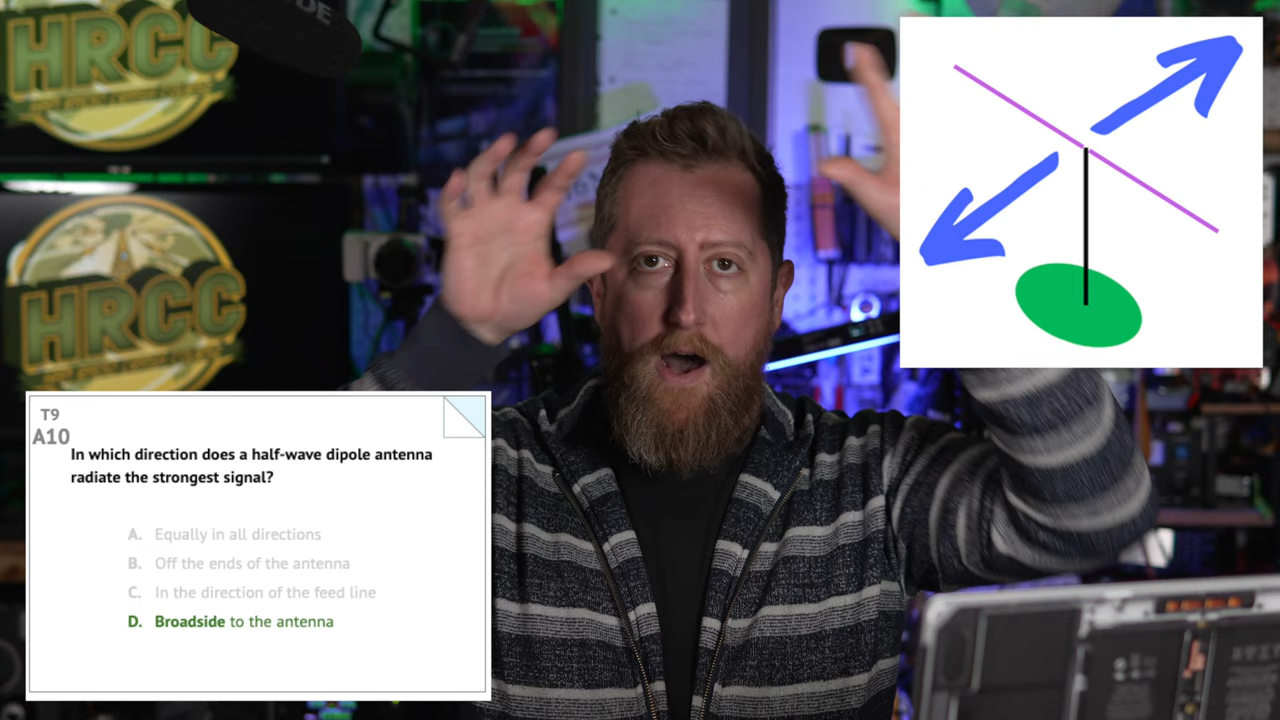 HRCC
HRCC
DE
T9
A10
In which direction does a half-wave dipole antenna
radiate the strongest signal?
A. Equally in all directions
B. Off the ends of the antenna
C. In the direction of the feed line
D. Broadside to the antenna